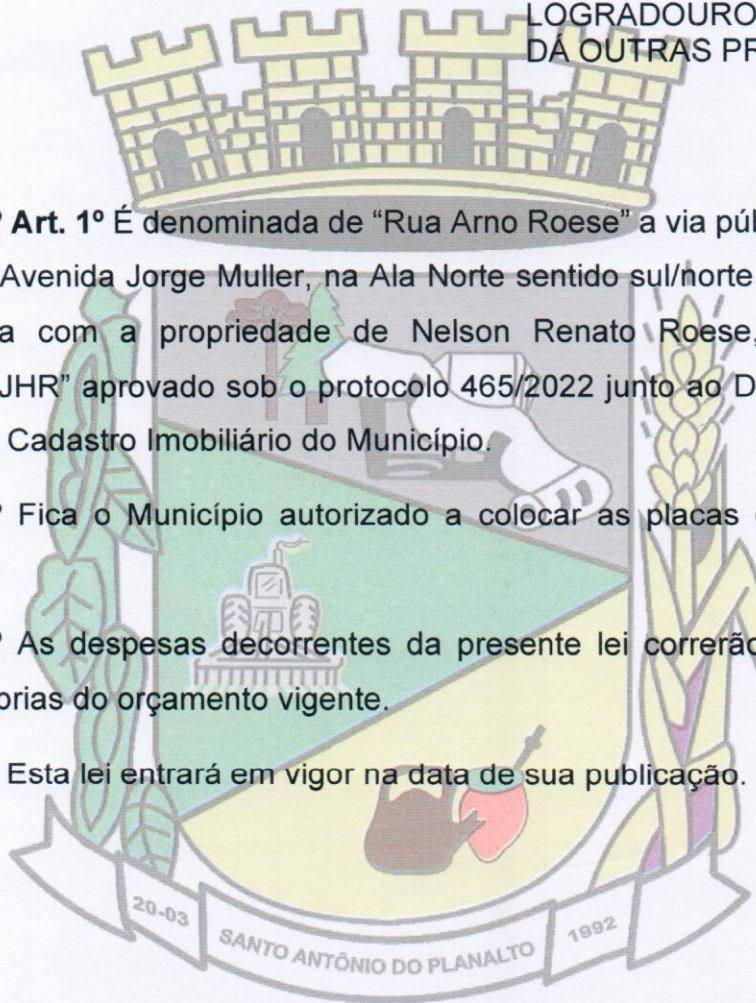 LOGRADOURO
DÁ OUTRAS PR
º Art. 1º É denominada de “Rua Arno Roese” a via púl
Avenida Jorge Muller, na Ala Norte sentido sul/norte
a com a propriedade de Nelson Renato Roese,
JHR” aprovado sob o protocolo 465/2022 junto ao D
Cadastro Imobiliário do Município.
º Fica o Município autorizado a colocar as placas
º As despesas decorrentes da presente lei correrão
rias do orçamento vigente.
Esta lei entrará em vigor na data de sua publicação.
20-03
SANTO ANTÔNIO DO PLANALTO
1992